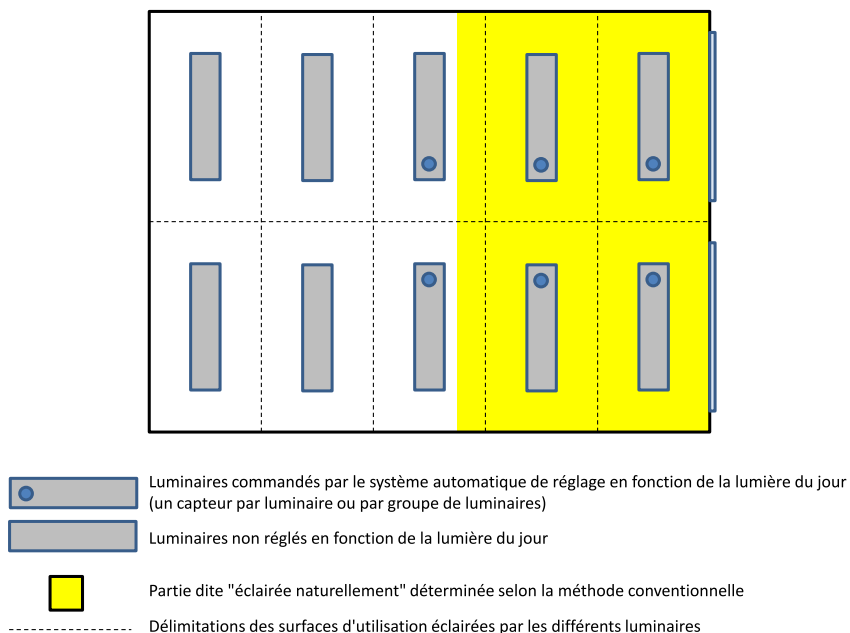 Luminaires commandés par le système automatique de réglage en fonction de la lumière du jour
(un capteur par luminaire ou par groupe de luminaires)
Luminaires non réglés en fonction de la lumière du jour
Partie dite "éclairée naturellement" déterminée selon la méthode conventionnelle
Délimitations des surfaces d'utilisation éclairées par les différents luminaires